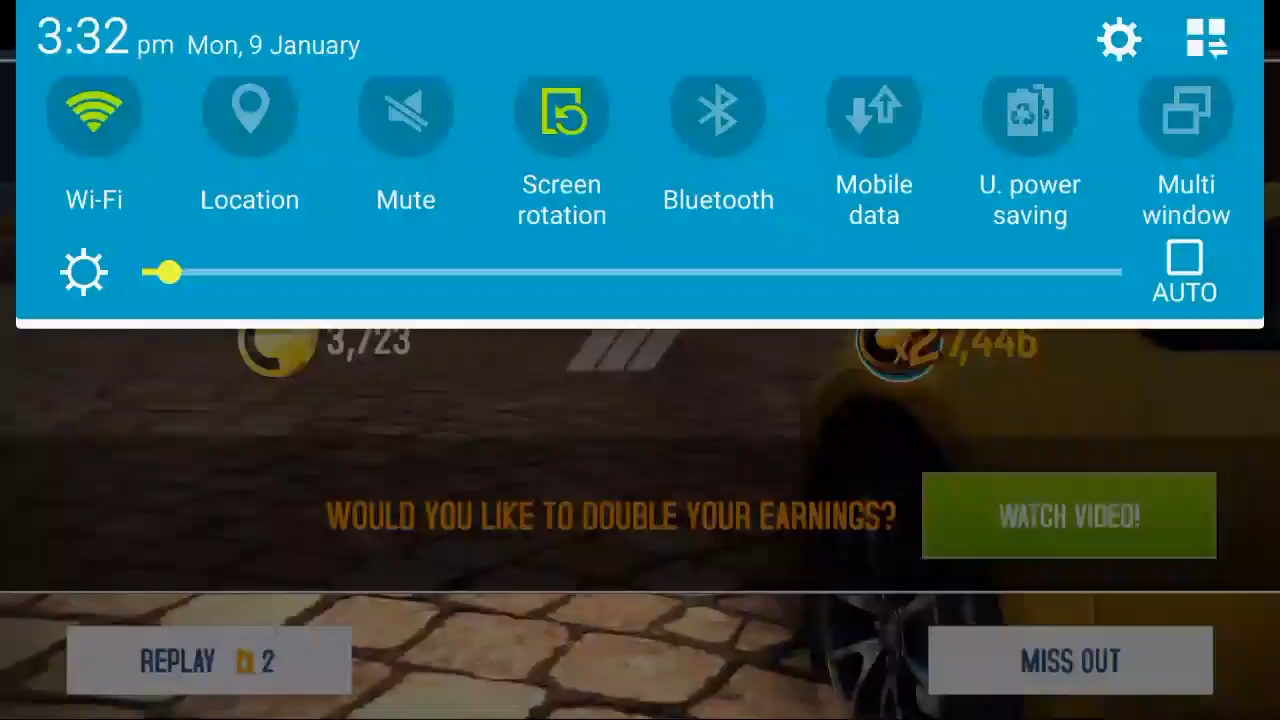 3:32 pm Mon, 9 January
Wi-Fi
Location
Mute
Screen rotation
Bluetooth
Mobile data
U. power saving
Multi window
AUTO
3,723
x2 7,446
WOULD YOU LIKE TO DOUBLE YOUR EARNINGS?
WATCH VIDEO!
REPLAY 2
MISS OUT